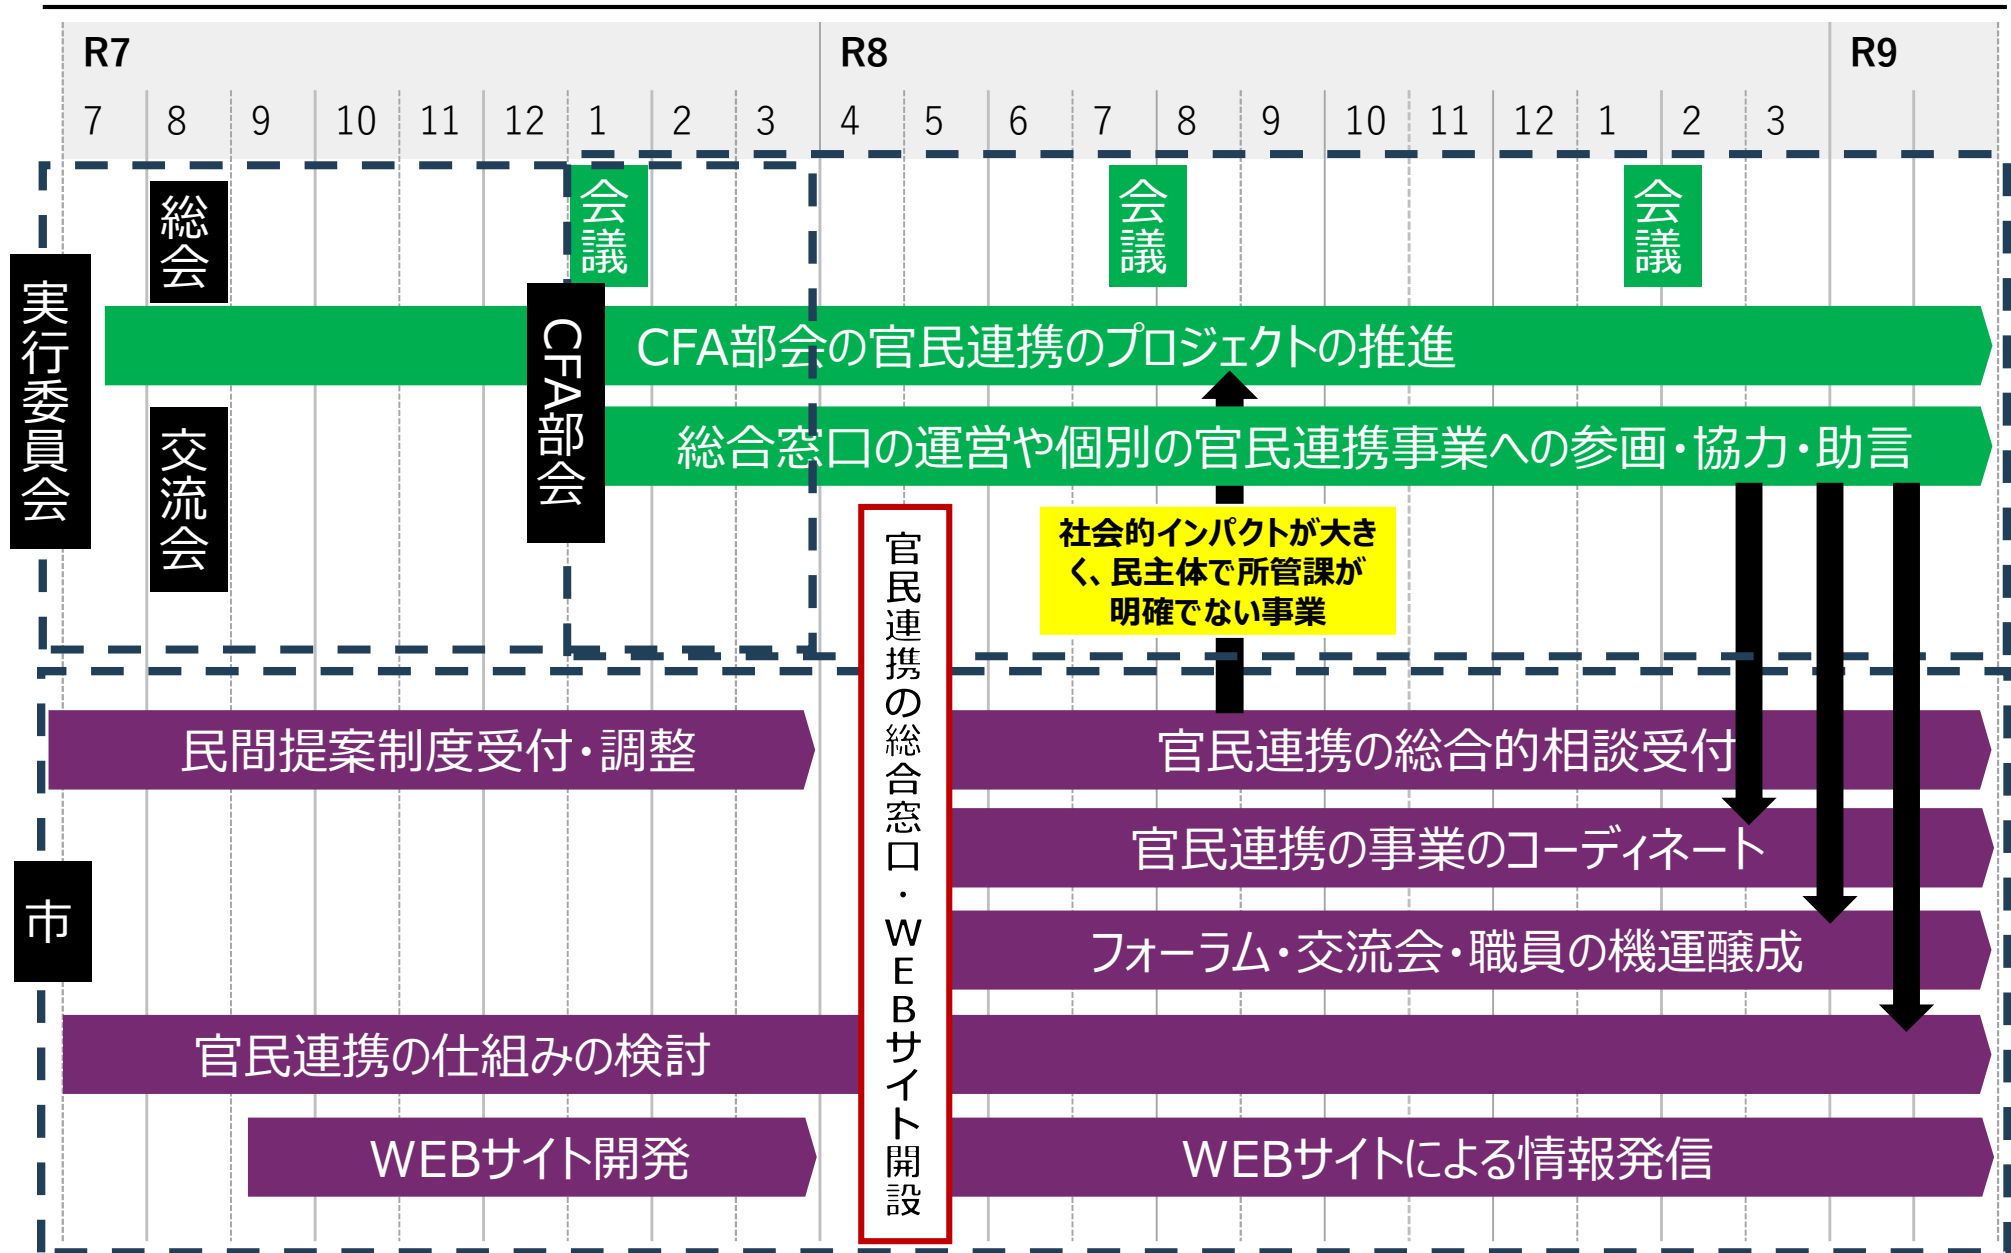 R7
R8
R9
7 8 9 10 11 12 1 2 3 4 5 6 7 8 9 10 11 12 1 2 3
実行委員会
総会
交流会
CFA部会
会議
会議
会議
CFA部会の官民連携のプロジェクトの推進
総合窓口の運営や個別の官民連携事業への参画・協力・助言
社会的インパクトが大き
く、民主体で所管課が
明確でない事業
官民連携の総合窓口・WEBサイト開設
市
民間提案制度受付・調整
官民連携の総合的相談受付
官民連携の事業のコーディネート
フォーラム・交流会・職員の機運醸成
官民連携の仕組みの検討
WEBサイト開発
WEBサイトによる情報発信